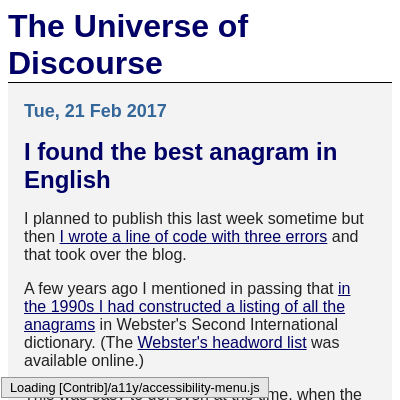 The Universe of
Discourse
Tue, 21 Feb 2017
I found the best anagram in
English
I planned to publish this last week sometime but
then I wrote a line of code with three errors and
that took over the blog.
A few years ago I mentioned in passing that in
the 1990s I had constructed a listing of all the
anagrams in Webster's Second International
dictionary. (The Webster's headword list was
available online.)
Loading [Contrib]/a11y/accessibility-menu.js
time, when the